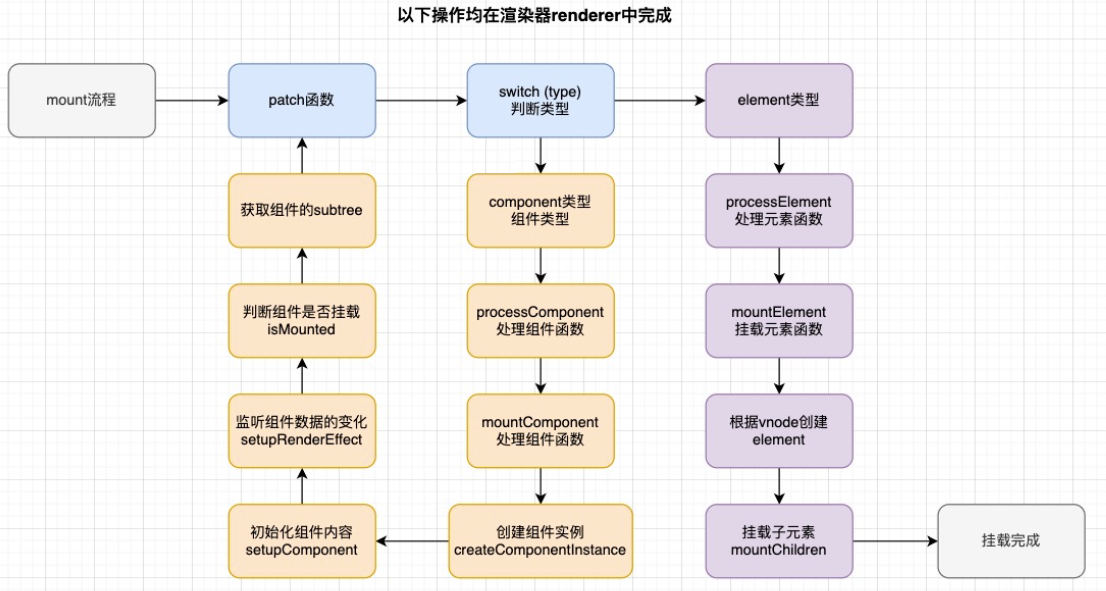 以下操作均在渲染器renderer中完成
mount流程
patch函数
switch (type)
判断类型
element类型
获取组件的subtree
component类型
组件类型
processElement
处理元素函数
判断组件是否挂载
isMounted
processComponent
处理组件函数
mountElement
挂载元素函数
监听组件数据的变化
setupRenderEffect
mountComponent
处理组件函数
根据vnode创建
element
初始化组件内容
setupComponent
创建组件实例
createComponentInstance
挂载子元素
mountChildren
挂载完成